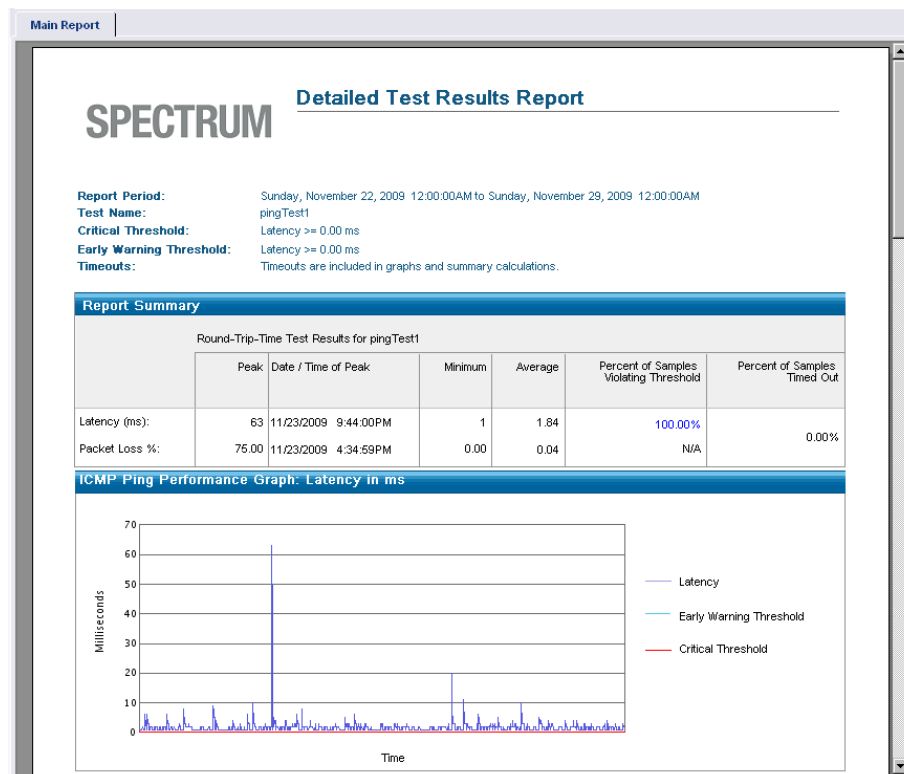 Main Report
SPECTRUM
Detailed Test Results Report
Report Period: Sunday, November 22, 2009 12:00:00AM to Sunday, November 29, 2009 12:00:00AM
Test Name: pingTest1
Critical Threshold: Latency >= 0.00 ms
Early Warning Threshold: Latency >= 0.00 ms
Timeouts: Timeouts are included in graphs and summary calculations.
Report Summary
Round-Trip-Time Test Results for pingTest1
Peak Date / Time of Peak Minimum Average Percent of Samples Percent of Samples
Violating Threshold Timed Out
Latency (ms): 63 11/23/2009 9:44:00PM 1 1.84 100.00%
0.00%
Packet Loss %: 75.00 11/23/2009 4:34:59PM 0.00 0.04 N/A
ICMP Ping Performance Graph: Latency in ms
70
60
50
40
30
20
10
0
Milliseconds
Time
Latency
Early Warning Threshold
Critical Threshold